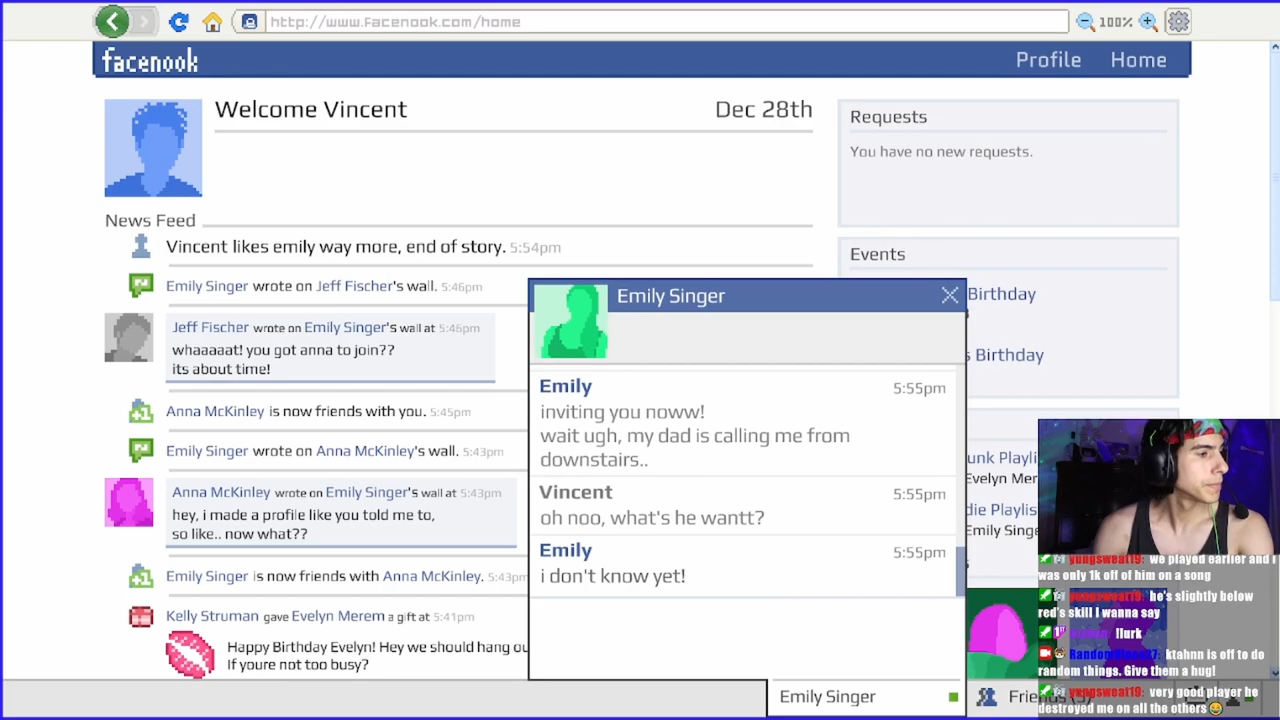 http://www.facenook.com/home
100%
facenook
Profile
Home
Welcome Vincent
Dec 28th
News Feed
Vincent likes emily way more, end of story. 5:54pm
Emily Singer wrote on Jeff Fischer's wall. 5:46pm
Jeff Fischer wrote on Emily Singer's wall at 5:46pm
whaaaaat! you got anna to join??
its about time!
Anna McKinley is now friends with you. 5:45pm
Emily Singer wrote on Anna McKinley's wall. 5:43pm
Anna McKinley wrote on Emily Singer's wall at 5:43pm
hey, i made a profile like you told me to,
so like.. now what??
Emily Singer is now friends with Anna McKinley. 5:43pm
Kelly Struman gave Evelyn Merem a gift at 5:41pm
Happy Birthday Evelyn! Hey we should hang ou
If youre not too busy?
Requests
You have no new requests.
Events
Birthday
s Birthday
unk Playli
Evelyn Mer
die Playlis
Emily Singe
Emily Singer
Emily 5:55pm
inviting you noww!
wait ugh, my dad is calling me from
downstairs..
Vincent 5:55pm
oh noo, what's he wantt?
Emily 5:55pm
i don't know yet!
Emily Singer
Friends
yungsweat19: we played earlier and i
was only 1k off of him on a song
yungsweat19: he's slightly below
red's skill I wanna say
!lurk
ktahnn is off to do
random things. Give them a hug!
yungsweat19: very good player he
destroyed me on all the others